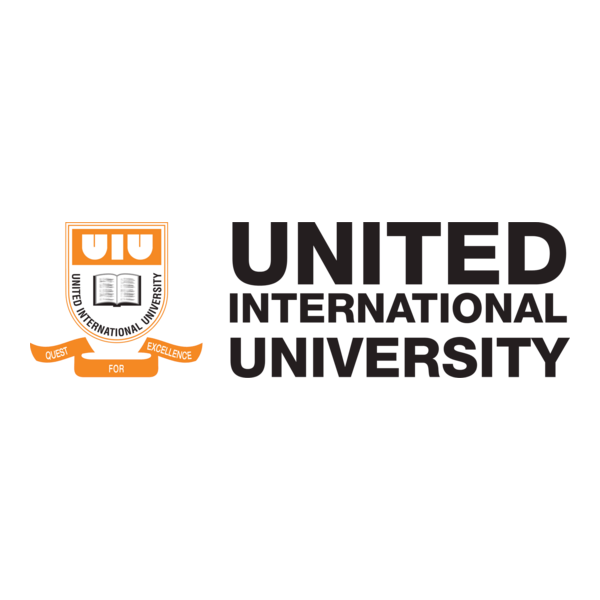 UIU
UNITED INTERNATIONAL UNIVERSITY
QUEST FOR EXCELLENCE
UNITED
INTERNATIONAL
UNIVERSITY